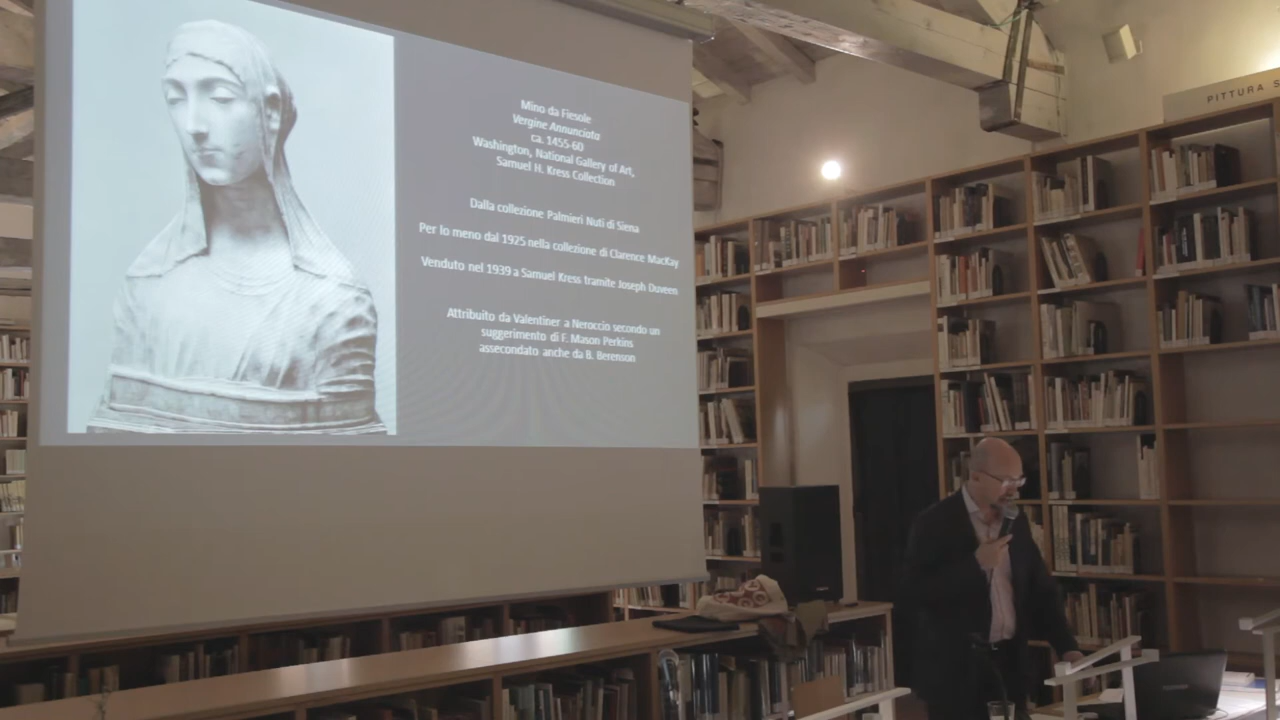 Mino da Fiesole
Vergine Annunciata
ca. 1455-60
Washington, National Gallery of Art,
Samuel H. Kress Collection
Dalla collezione Palmieri Nuti di Siena
Per lo meno dal 1925 nella collezione di Clarence MacKay
Venduto nel 1939 a Samuel Kress tramite Joseph Duveen
Attribuito da Valentiner a Neroccio secondo un
suggerimento di F. Mason Perkins
assecondato anche da B. Berenson
PITTURA S